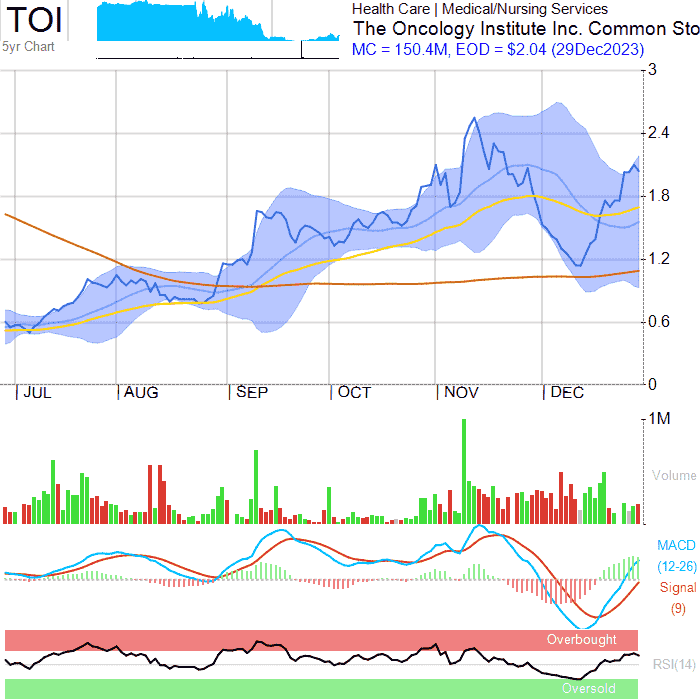 TOI
5yr Chart
Health Care | Medical/Nursing Services
The Oncology Institute Inc. Common Sto
MC = 150.4M, EOD = $2.04 (29Dec2023)
3
2.4
1.8
1.2
0.6
0
JUL AUG SEP OCT NOV DEC
1M
Volume
MACD
(12-26)
Signal
(9)
Overbought
RSI(14)
Oversold